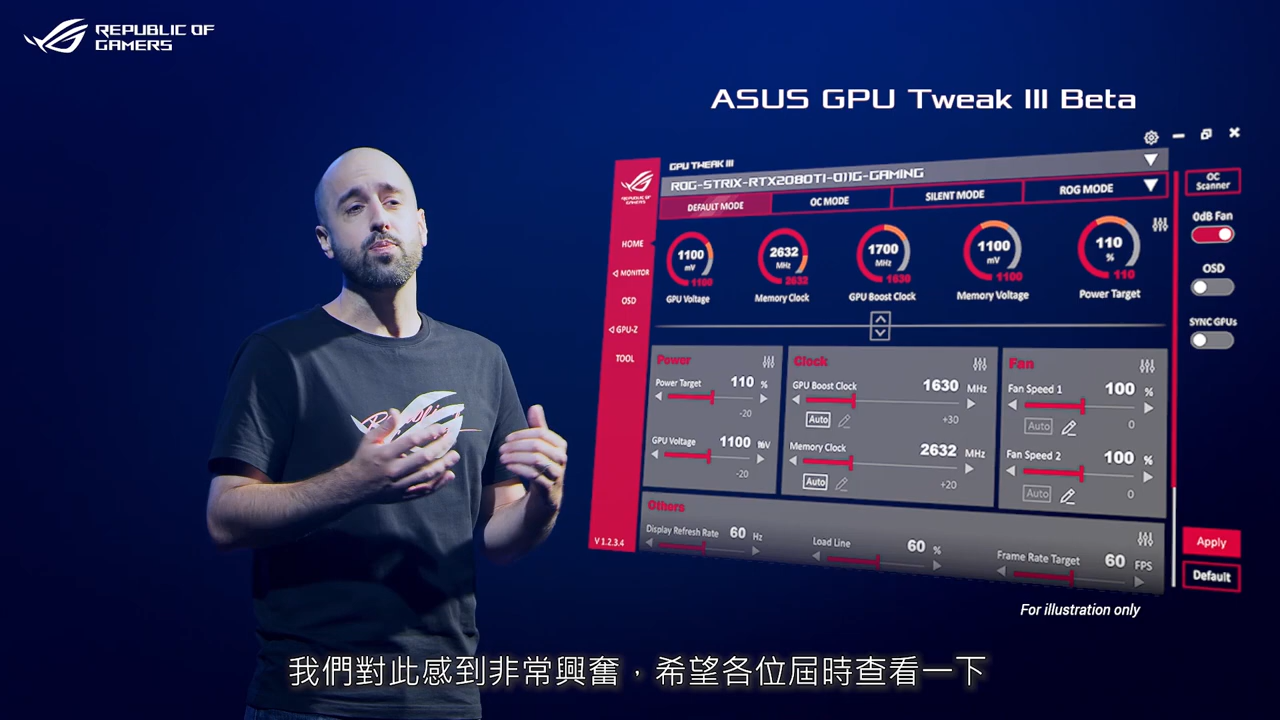 REPUBLIC OF
GAMERS
ASUS GPU Tweak III Beta
GPU TWEAK III
REPUBLIC OF
GAMERS
ROG-STRIX-RTX2080TI-O11G-GAMING
DEFAULT MODE
OC MODE
SILENT MODE
ROG MODE
OC
Scanner
0dB Fan
OSD
SYNC GPUs
HOME
MONITOR
OSD
GPU-Z
TOOL
V 1.2.3.4
1100
mV
1100
GPU Voltage
2632
MHz
2632
Memory Clock
1700
MHz
1630
GPU Boost Clock
1100
mV
1100
Memory Voltage
110
%
110
Power Target
Power
Power Target 110 %
-20
GPU Voltage 1100
-20
Clock
GPU Boost Clock 1630 MHz
Auto +30
Memory Clock 2632 MHz
Auto +20
Fan
Fan Speed 1 100 %
Auto 0
Fan Speed 2 100 %
Auto 0
Others
Display Refresh Rate 60 Hz
Load Line 60 %
Frame Rate Target 60 FPS
Apply
Default
For illustration only
我們對此感到非常興奮，希望各位屆時查看一下